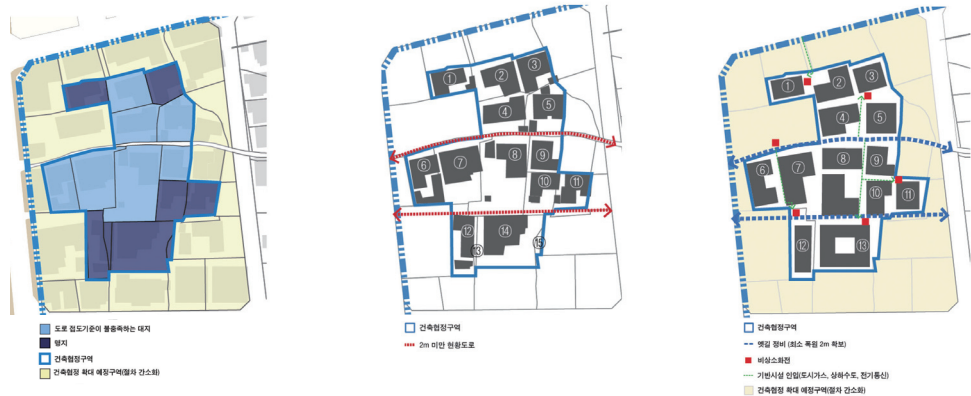 도로 접도기준이 불충족하는 대지
맹지
건축협정구역
건축협정 확대 예정구역(절차 간소화)
①
②
③
④
⑤
⑥
⑦
⑧
⑨
⑩
⑪
⑫
⑬
⑭
⑮
건축협정구역
2m 미만 현황도로
①
②
③
④
⑤
⑥
⑦
⑧
⑨
⑩
⑪
⑫
⑬
건축협정구역
옛길 정비 (최소 폭원 2m 확보)
비상소화전
기반시설 인입(도시가스, 상하수도, 전기통신)
건축협정 확대 예정구역(절차 간소화)